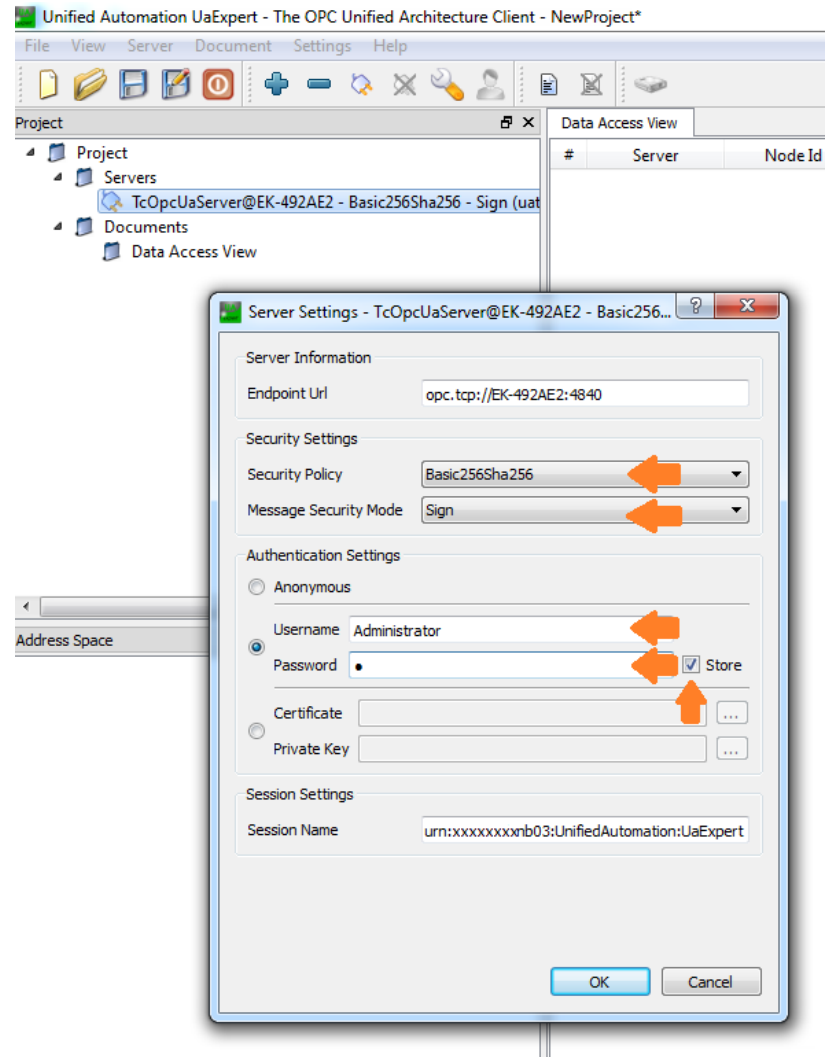 Unified Automation UaExpert - The OPC Unified Architecture Client - NewProject*
File View Server Document Settings Help
Project
Data Access View
Project
Servers
TcOpcUaServer@EK-492AE2 - Basic256Sha256 - Sign (uat
Documents
Data Access View
# Server Node Id
Server Settings - TcOpcUaServer@EK-492AE2 - Basic256...
Server Information
Endpoint Url opc.tcp://EK-492AE2:4840
Security Settings
Security Policy Basic256Sha256
Message Security Mode Sign
Authentication Settings
Anonymous
Username Administrator
Password ● Store
Certificate ...
Private Key ...
Session Settings
Session Name urn:xxxxxxxxnb03:UnifiedAutomation:UaExpert
OK Cancel
Address Space